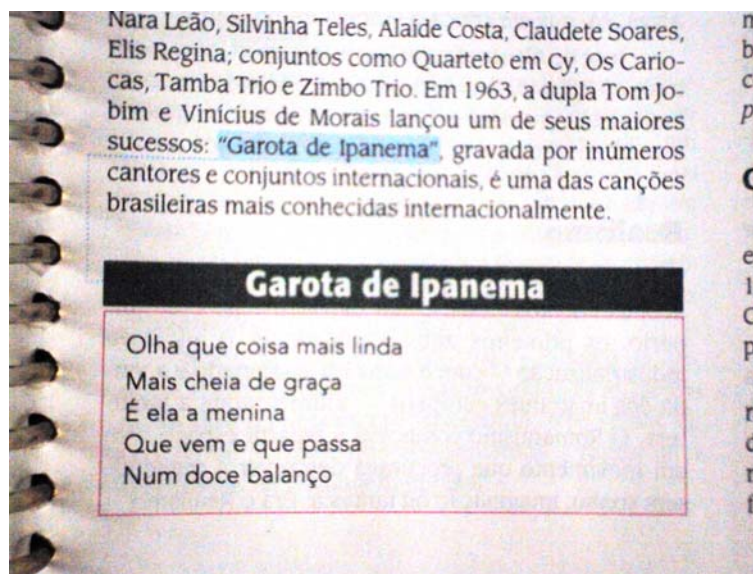 Nara Leão, Silvinha Teles, Alaíde Costa, Claudete Soares,
Elis Regina; conjuntos como Quarteto em Cy, Os Cario-
cas, Tamba Trio e Zimbo Trio. Em 1963, a dupla Tom Jo-
bim e Vinícius de Morais lançou um de seus maiores
sucessos: "Garota de Ipanema", gravada por inúmeros
cantores e conjuntos internacionais, é uma das canções
brasileiras mais conhecidas internacionalmente.
Garota de Ipanema
Olha que coisa mais linda
Mais cheia de graça
É ela a menina
Que vem e que passa
Num doce balanço